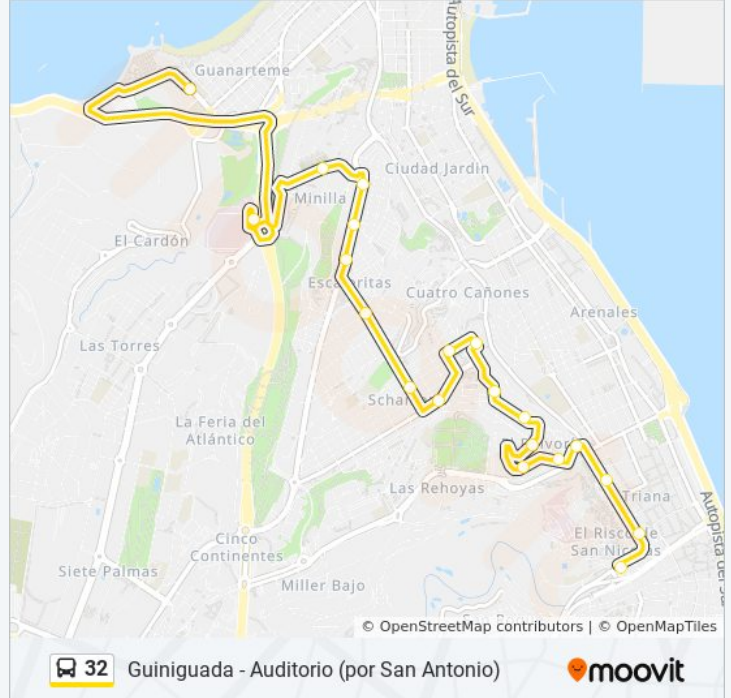 Autopista del Sur
Guanarteme
Ciudad Jardín
Minilla
El Cardón
Escaleritas
Cuatro Cañones
Arenales
Las Torres
La Feria del
Atlántico
Polvorín
Las Rehoyas
Triana
El Risco de
San Nicolás
Autopista del Sur
Cinco
Continentes
Siete Palmas
Miller Bajo
© OpenStreetMap contributors | © OpenMapTiles
32
Guiniguada - Auditorio (por San Antonio)
moovit